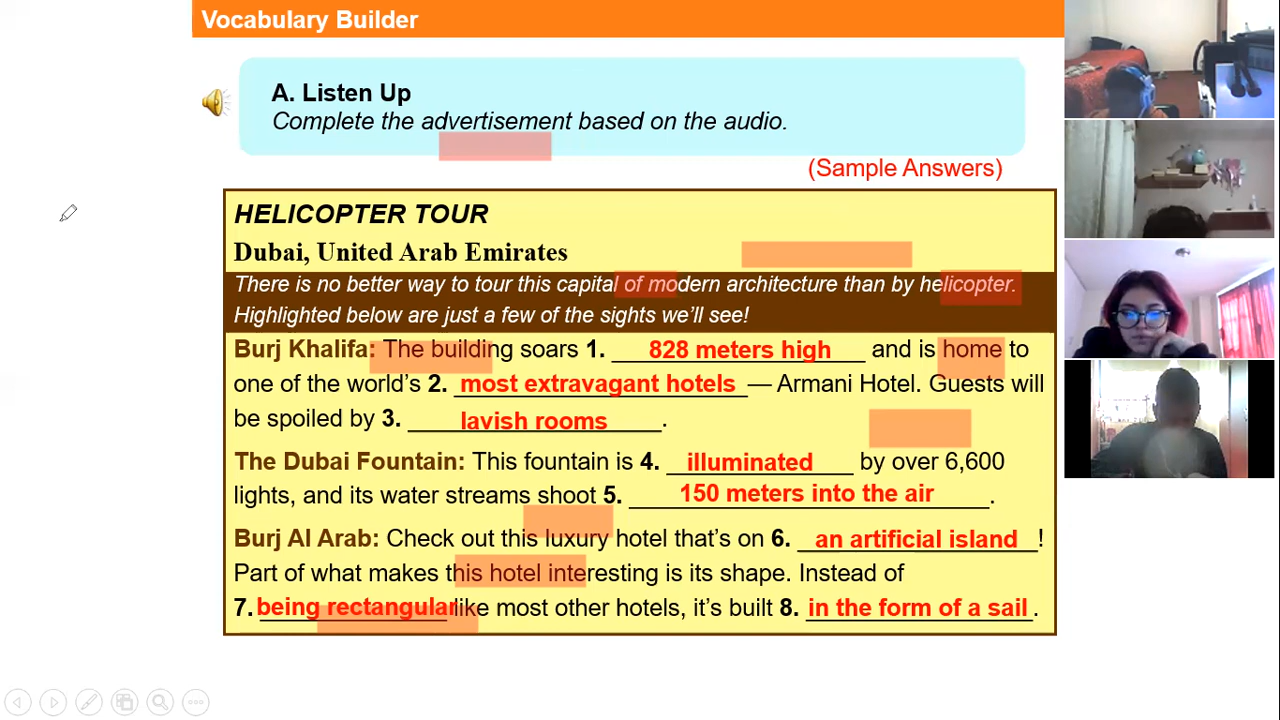 Vocabulary Builder
A. Listen Up
Complete the advertisement based on the audio.
(Sample Answers)
HELICOPTER TOUR
Dubai, United Arab Emirates
There is no better way to tour this capital of modern architecture than by helicopter.
Highlighted below are just a few of the sights we'll see!
Burj Khalifa: The building soars 1. 828 meters high and is home to
one of the world's 2. most extravagant hotels — Armani Hotel. Guests will
be spoiled by 3. lavish rooms.
The Dubai Fountain: This fountain is 4. illuminated by over 6,600
lights, and its water streams shoot 5. 150 meters into the air.
Burj Al Arab: Check out this luxury hotel that's on 6. an artificial island!
Part of what makes this hotel interesting is its shape. Instead of
7. being rectangular like most other hotels, it's built 8. in the form of a sail.